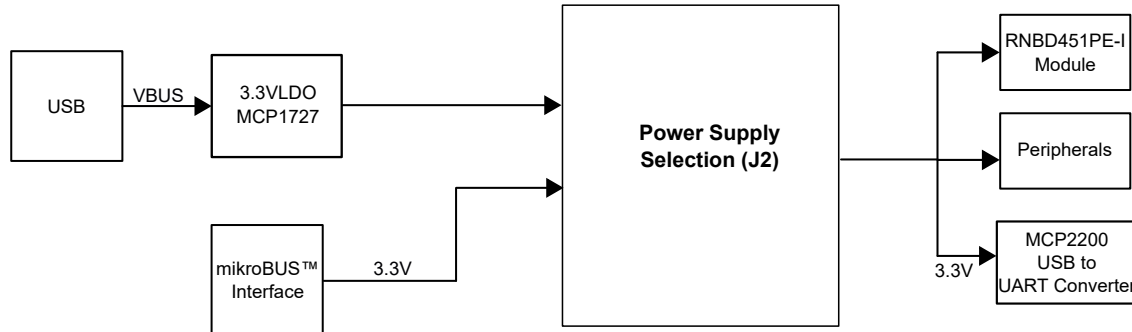 USB
VBUS
3.3VLDO
MCP1727
mikroBUS™
Interface
3.3V
Power Supply
Selection (J2)
RNBD451PE-I
Module
Peripherals
3.3V
MCP2200
USB to
UART Converter